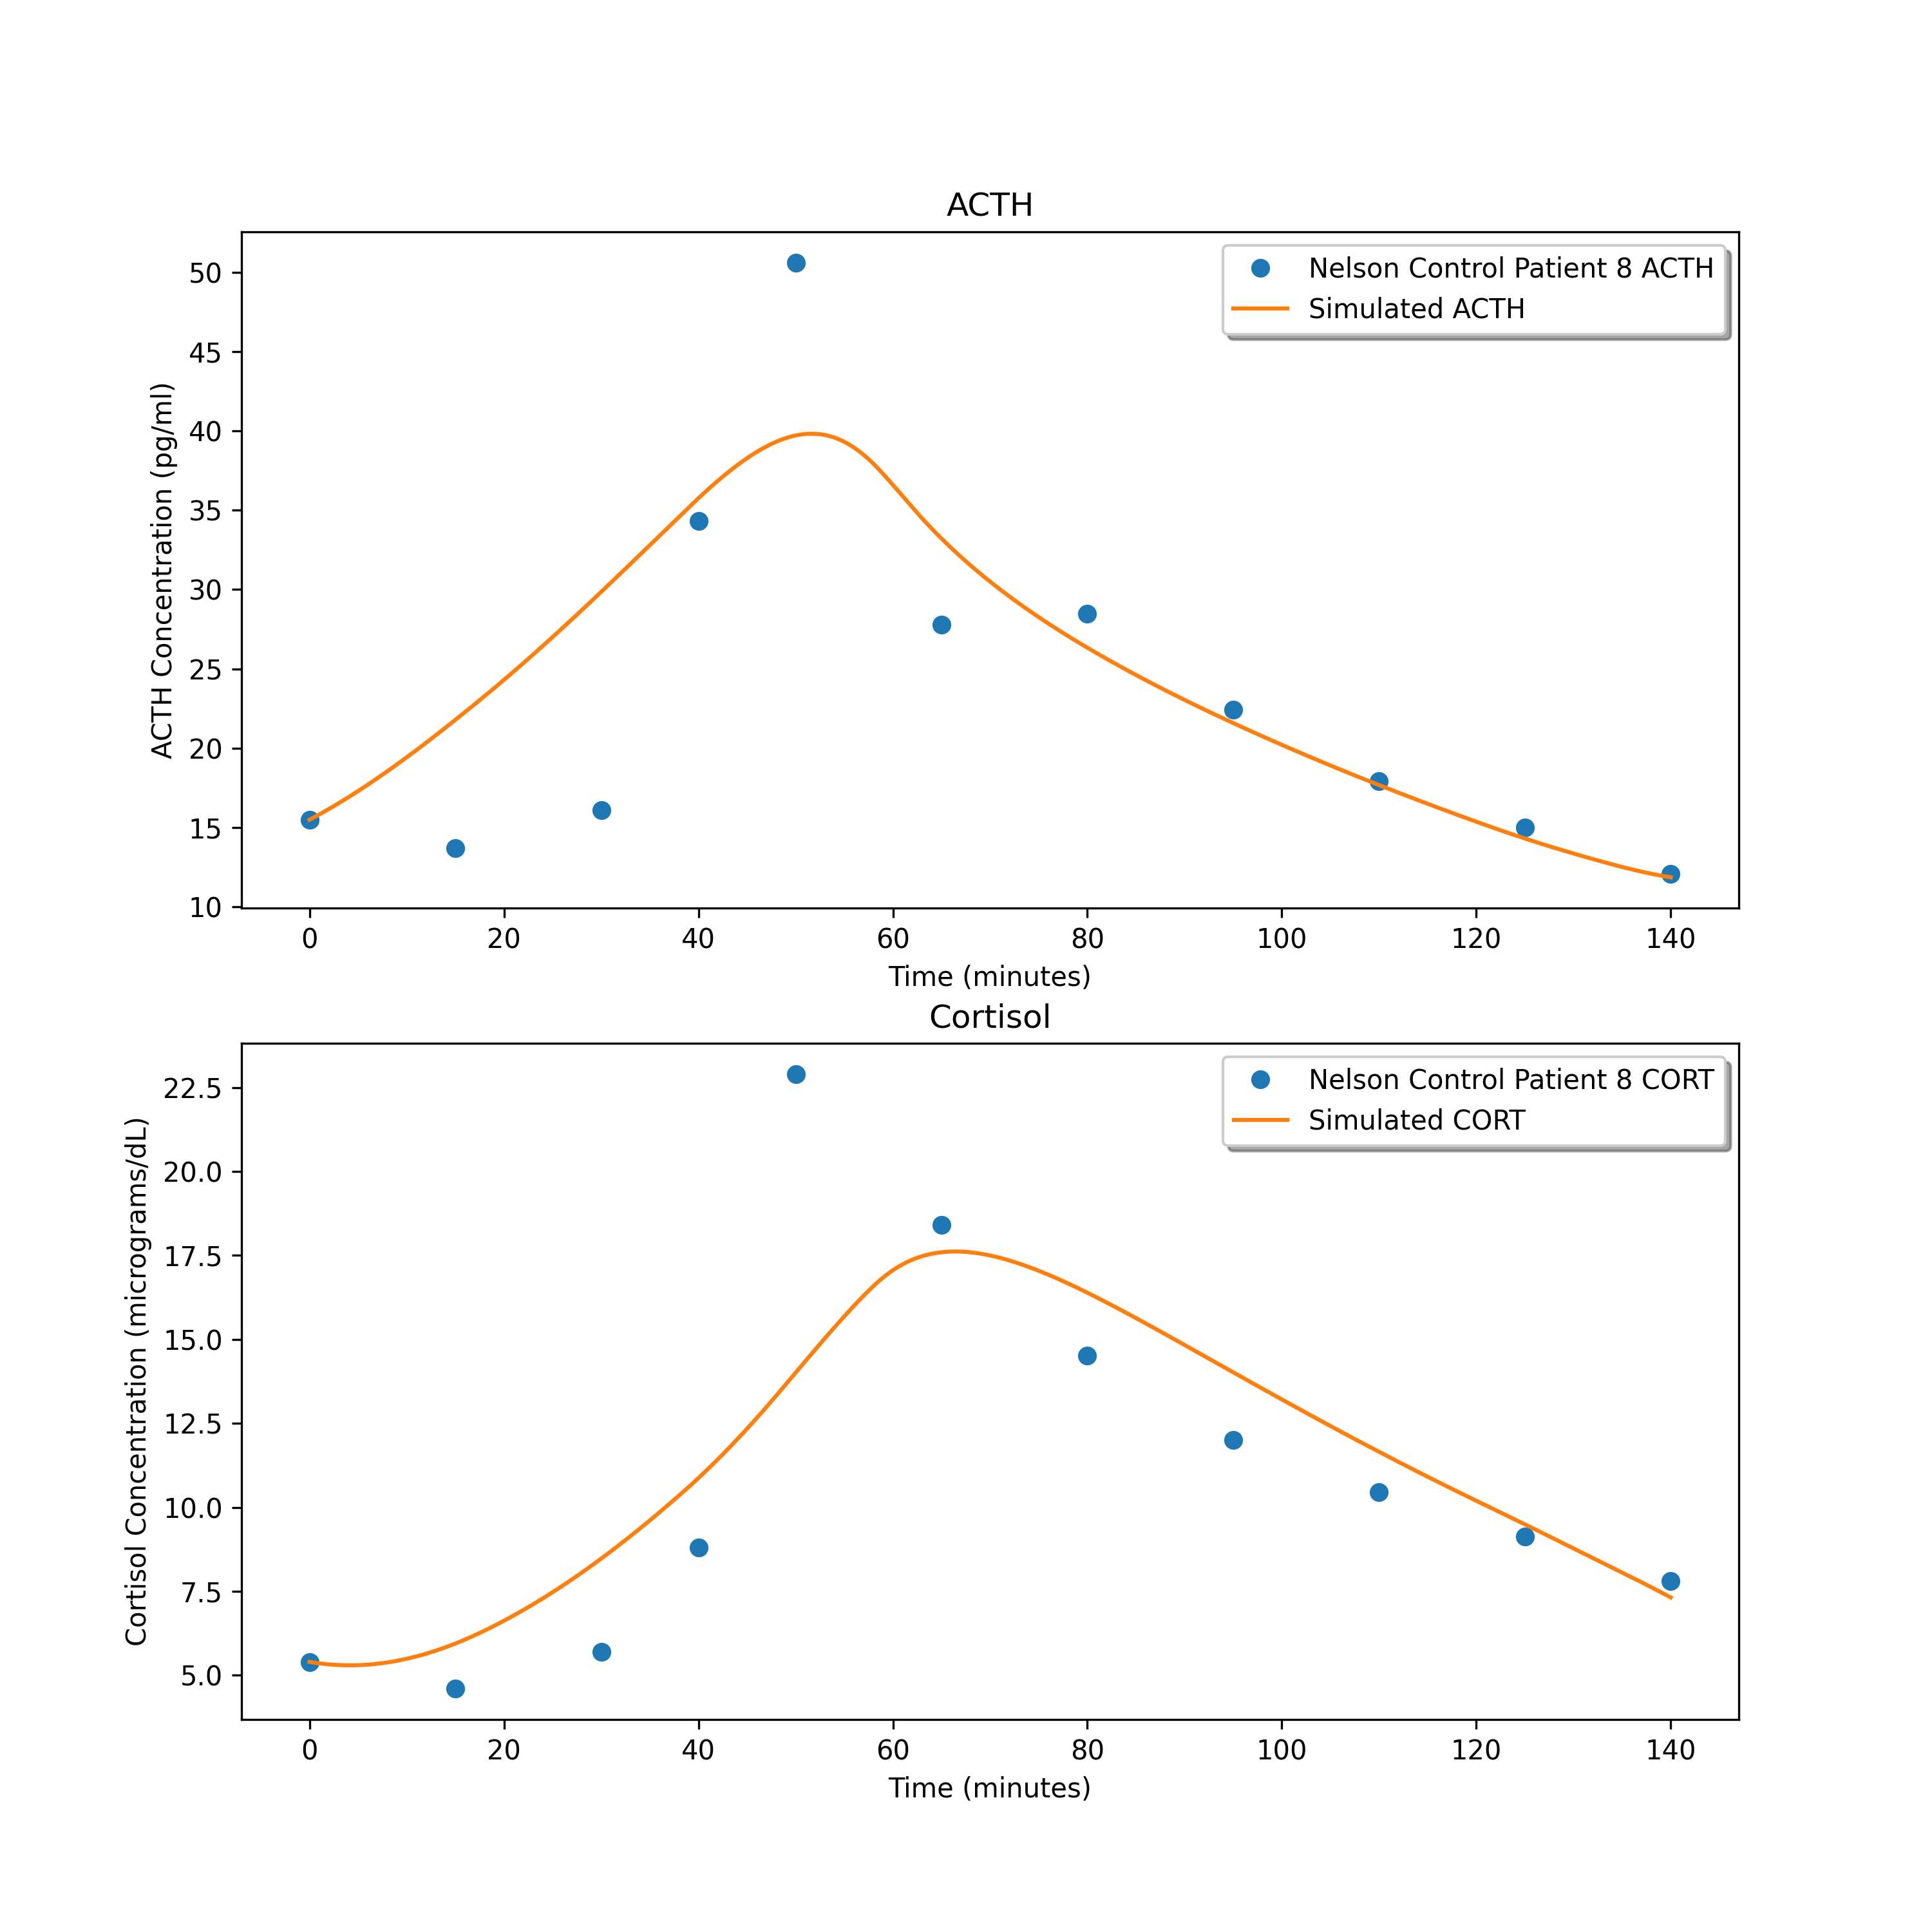 ACTH
Nelson Control Patient 8 ACTH
Simulated ACTH
ACTH Concentration (pg/ml)
50
45
40
35
30
25
20
15
10
0 20 40 60 80 100 120 140
Time (minutes)
Cortisol
Nelson Control Patient 8 CORT
Simulated CORT
Cortisol Concentration (micrograms/dL)
22.5
20.0
17.5
15.0
12.5
10.0
7.5
5.0
0 20 40 60 80 100 120 140
Time (minutes)